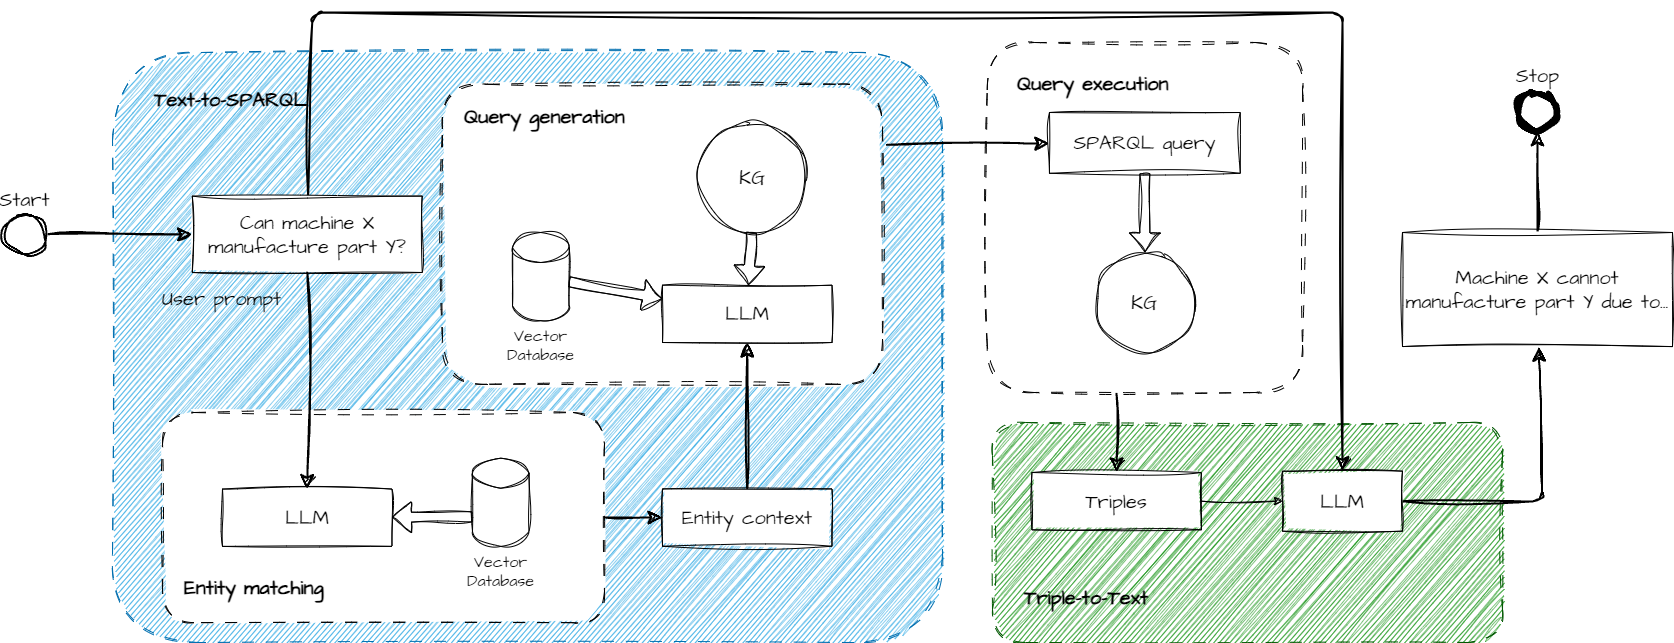 Start
Text-to-SPARQL
Can machine X
manufacture part Y?
User prompt
Query generation
KG
Vector
Database
LLM
LLM
Vector
Database
Entity matching
Entity context
Query execution
SPARQL query
KG
Triples
LLM
Triple-to-Text
Stop
Machine X cannot
manufacture part Y due to...